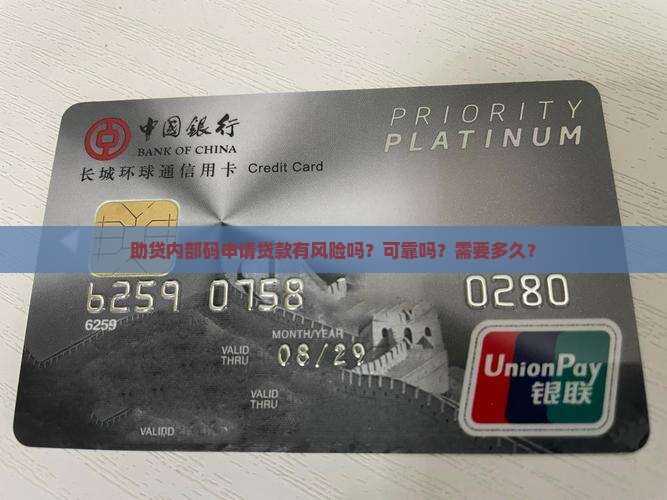 PRIORITY
PLATINUM
中国银行
BANK OF CHINA
长城环球通信用卡 Credit Card
助贷内部码申请贷款有风险吗？可靠吗？需要多久？
6259 0758 0280
6259
MONTH/YEAR
VALID THRU 08/29
VALID THRU
UnionPay
银联